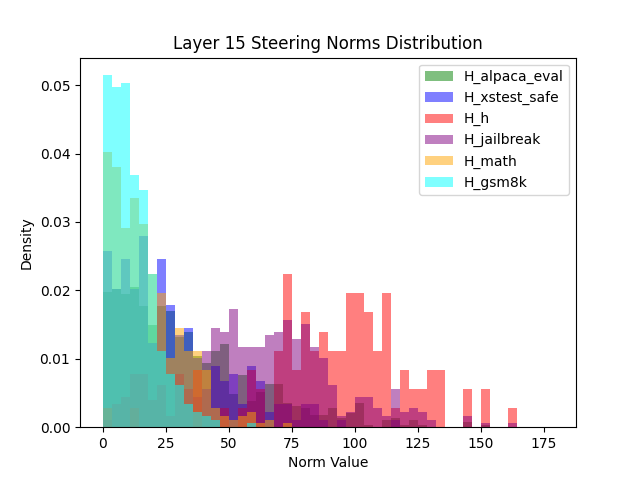 Layer 15 Steering Norms Distribution
H_alpaca_eval
H_xstest_safe
H_h
H_jailbreak
H_math
H_gsm8k
Density
0.05
0.04
0.03
0.02
0.01
0.00
0 25 50 75 100 125 150 175
Norm Value